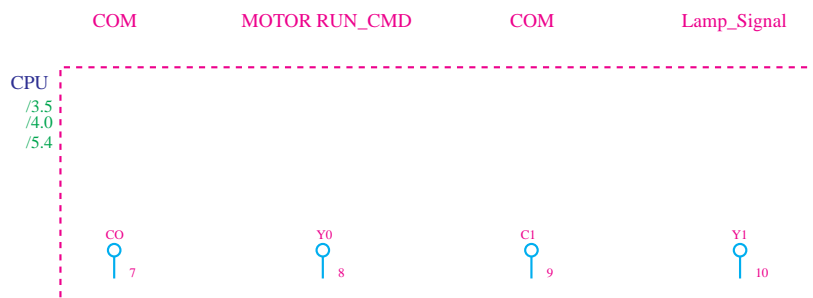 COM MOTOR RUN_CMD COM Lamp_Signal
CPU
/3.5
/4.0
/5.4
CO Y0 C1 Y1
7 8 9 10